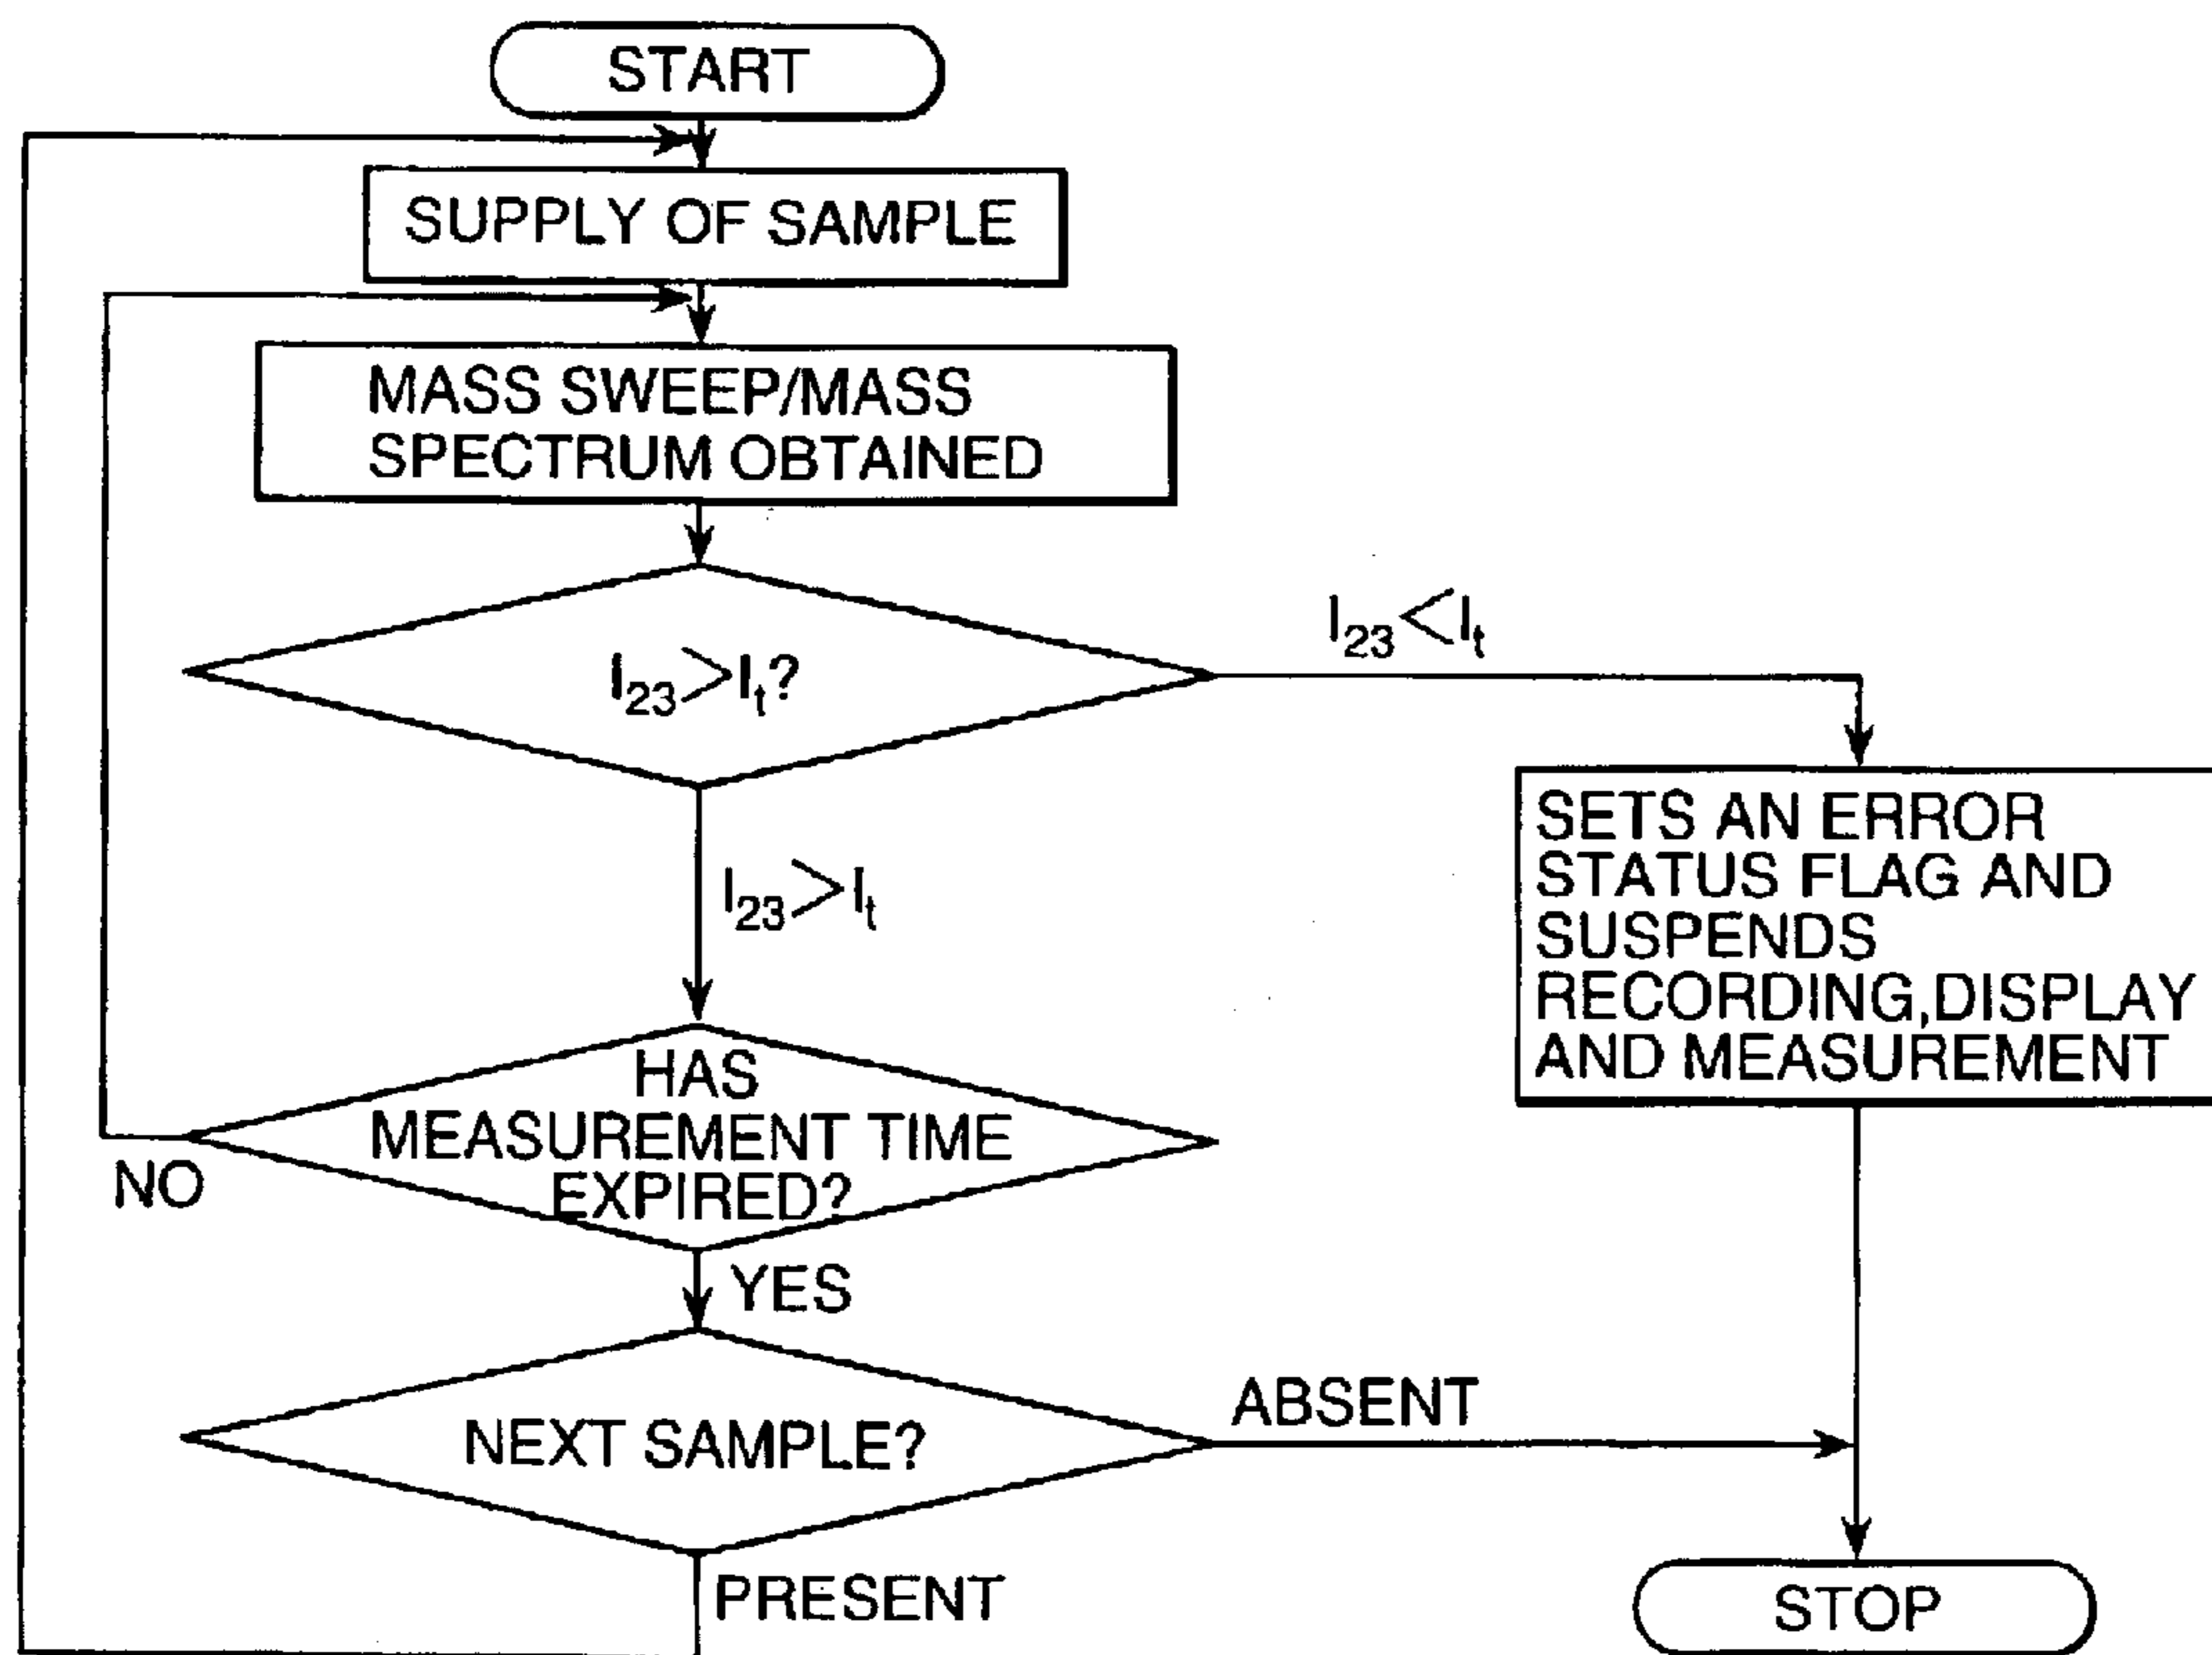 START
SUPPLY OF SAMPLE
MASS SWEEP/MASS
SPECTRUM OBTAINED
I₂₃>Iₜ?
I₂₃<Iₜ
SETS AN ERROR
STATUS FLAG AND
SUSPENDS
RECORDING,DISPLAY
AND MEASUREMENT
I₂₃>Iₜ
HAS
MEASUREMENT TIME
EXPIRED?
NO
YES
NEXT SAMPLE?
ABSENT
PRESENT
STOP